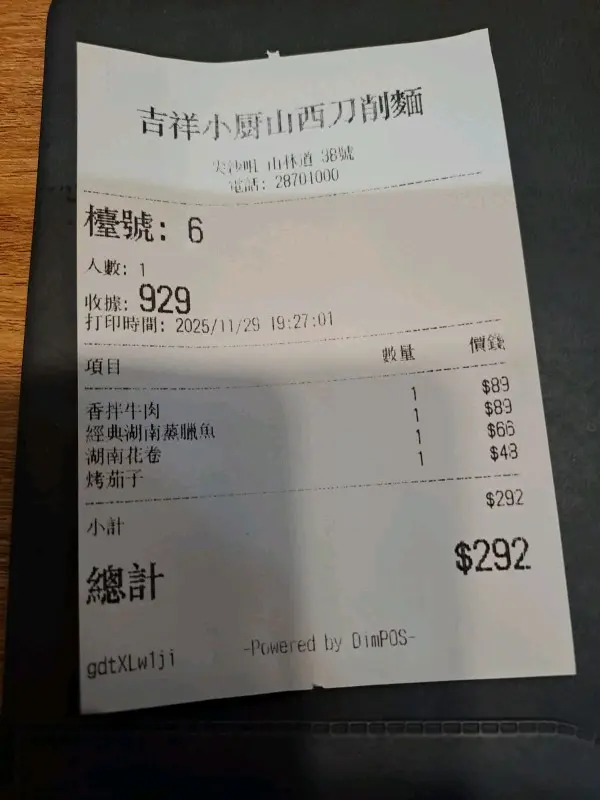 吉祥小厨山西刀削麵
尖沙咀 山林道 38號
電話: 28701000
檯號: 6
人數: 1
收據: 929
打印時間: 2025/11/29 19:27:01
項目 數量 價錢
香拌牛肉 1 $89
經典湖南蒸臘魚 1 $89
湖南花卷 1 $66
烤茄子 1 $48
小計 $292
總計 $292
gdtXLw1ji -Powered by DimPOS-